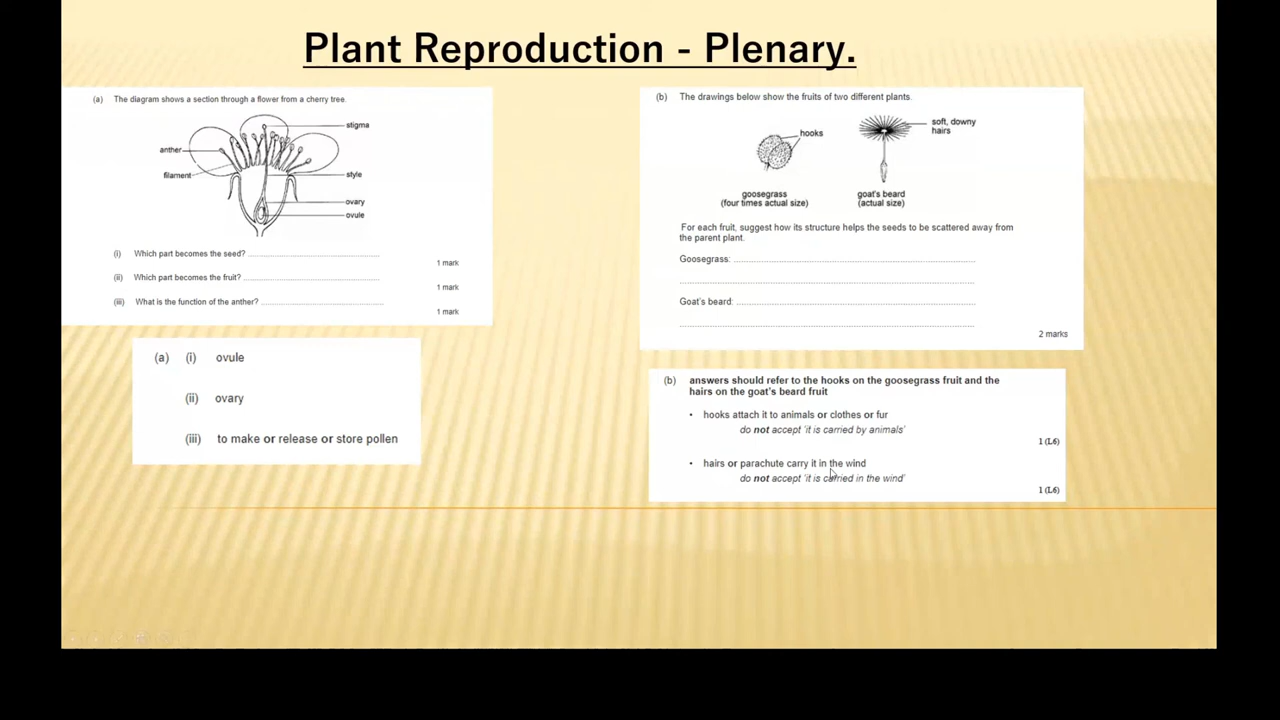 Plant Reproduction - Plenary.
(a) The diagram shows a section through a flower from a cherry tree.
stigma
anther
filament
style
ovary
ovule
(i) Which part becomes the seed? ........................................
1 mark
(ii) Which part becomes the fruit? ........................................
1 mark
(iii) What is the function of the anther? ........................................
1 mark
(a) (i) ovule
(ii) ovary
(iii) to make or release or store pollen
(b) The drawings below show the fruits of two different plants.
hooks
soft, downy
hairs
goosegrass
(four times actual size)
goat's beard
(actual size)
For each fruit, suggest how its structure helps the seeds to be scattered away from
the parent plant.
Goosegrass: ........................................
........................................
Goat's beard: ........................................
........................................
2 marks
(b) answers should refer to the hooks on the goosegrass fruit and the
hairs on the goat's beard fruit
• hooks attach it to animals or clothes or fur
do not accept 'it is carried by animals'
1 (L6)
• hairs or parachute carry it in the wind
do not accept 'it is carried in the wind'
1 (L6)